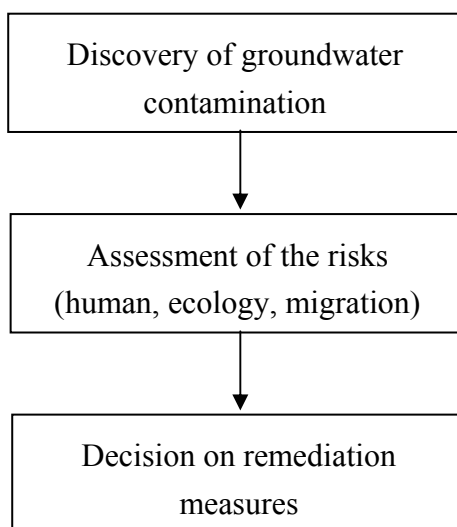 Discovery of groundwater
contamination
Assessment of the risks
(human, ecology, migration)
Decision on remediation
measures